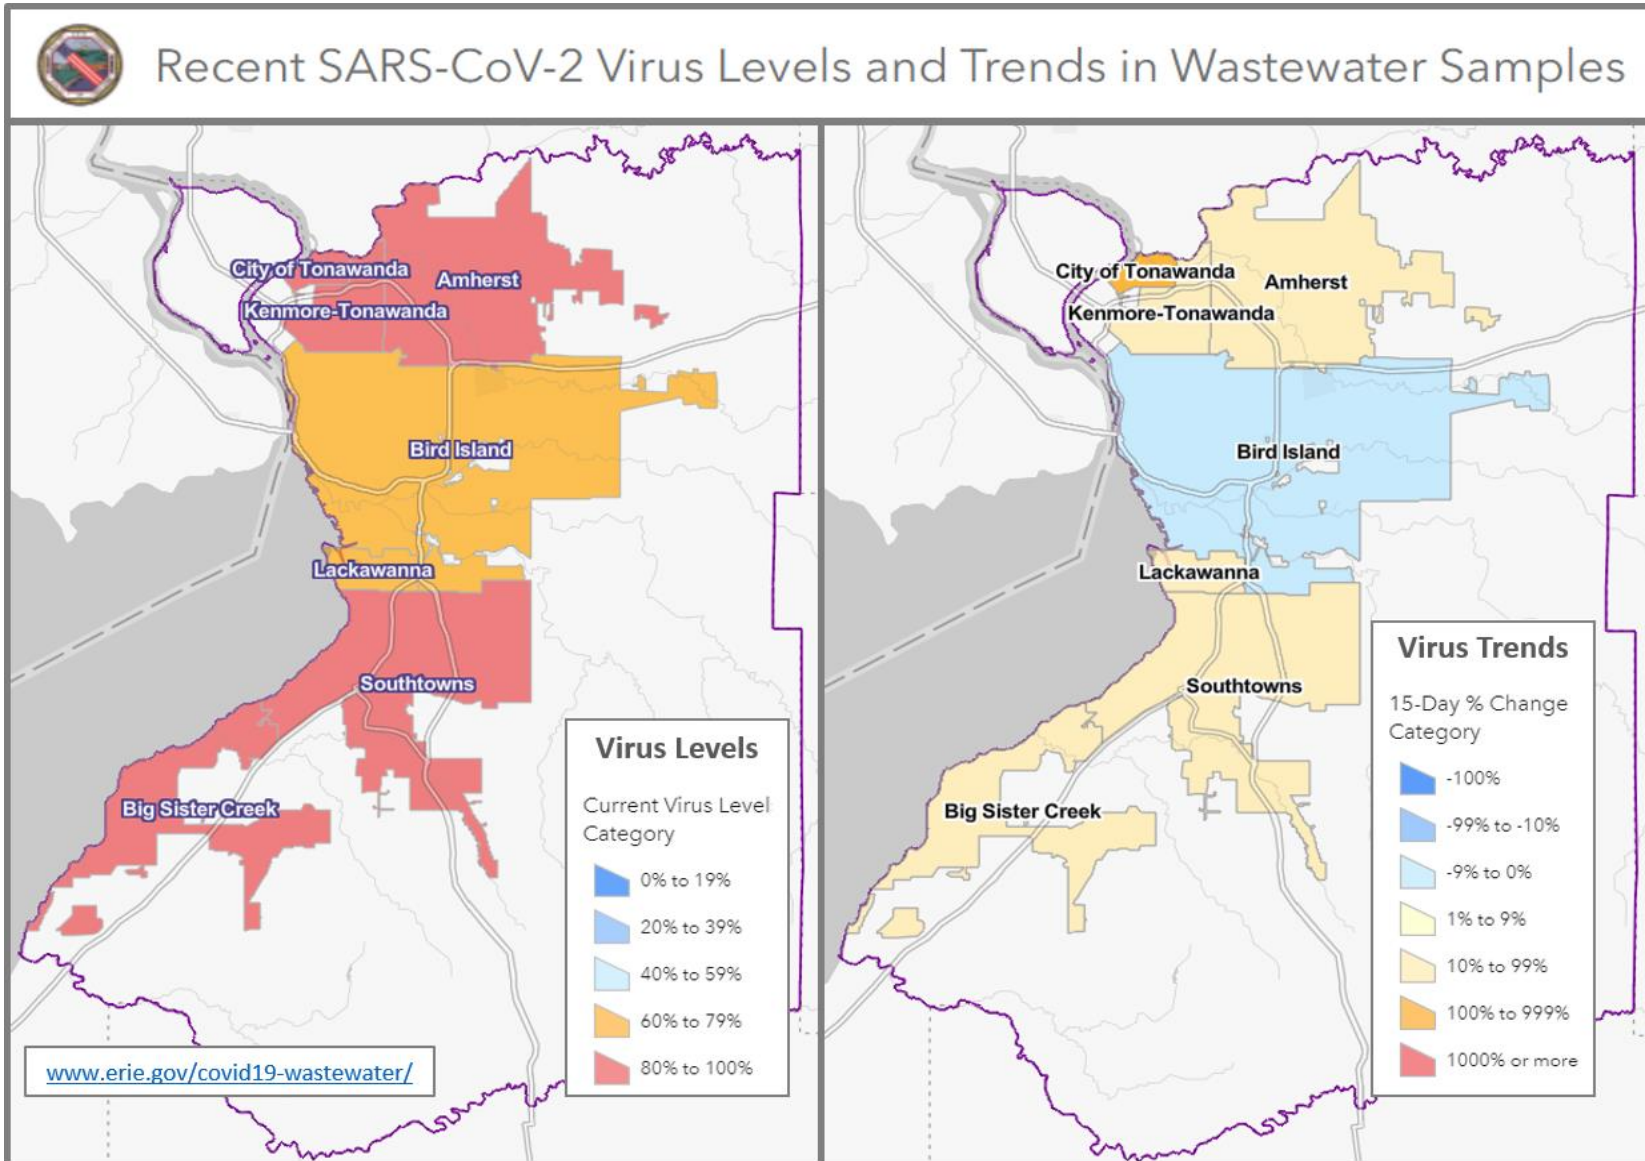 Recent SARS-CoV-2 Virus Levels and Trends in Wastewater Samples
City of Tonawanda
Amherst
Kenmore-Tonawanda
Bird Island
Lackawanna
Southtowns
Big Sister Creek
Virus Levels
Current Virus Level
Category
0% to 19%
20% to 39%
40% to 59%
60% to 79%
80% to 100%
www.erie.gov/covid19-wastewater/
City of Tonawanda
Amherst
Kenmore-Tonawanda
Bird Island
Lackawanna
Southtowns
Big Sister Creek
Virus Trends
15-Day % Change
Category
-100%
-99% to -10%
-9% to 0%
1% to 9%
10% to 99%
100% to 999%
1000% or more